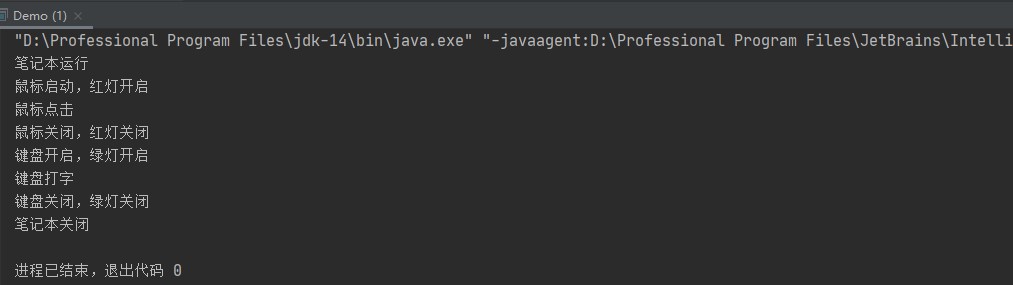 Demo (1)
"D:\Professional Program Files\jdk-14\bin\java.exe" "-javaagent:D:\Professional Program Files\JetBrains\Intelli
笔记本运行
鼠标启动，红灯开启
鼠标点击
鼠标关闭，红灯关闭
键盘开启，绿灯开启
键盘打字
键盘关闭，绿灯关闭
笔记本关闭
进程已结束，退出代码 0